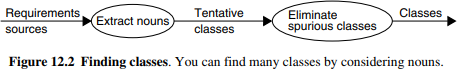 Requirements sources
Extract nouns
Tentative classes
Eliminate spurious classes
Classes
Figure 12.2 Finding classes. You can find many classes by considering nouns.